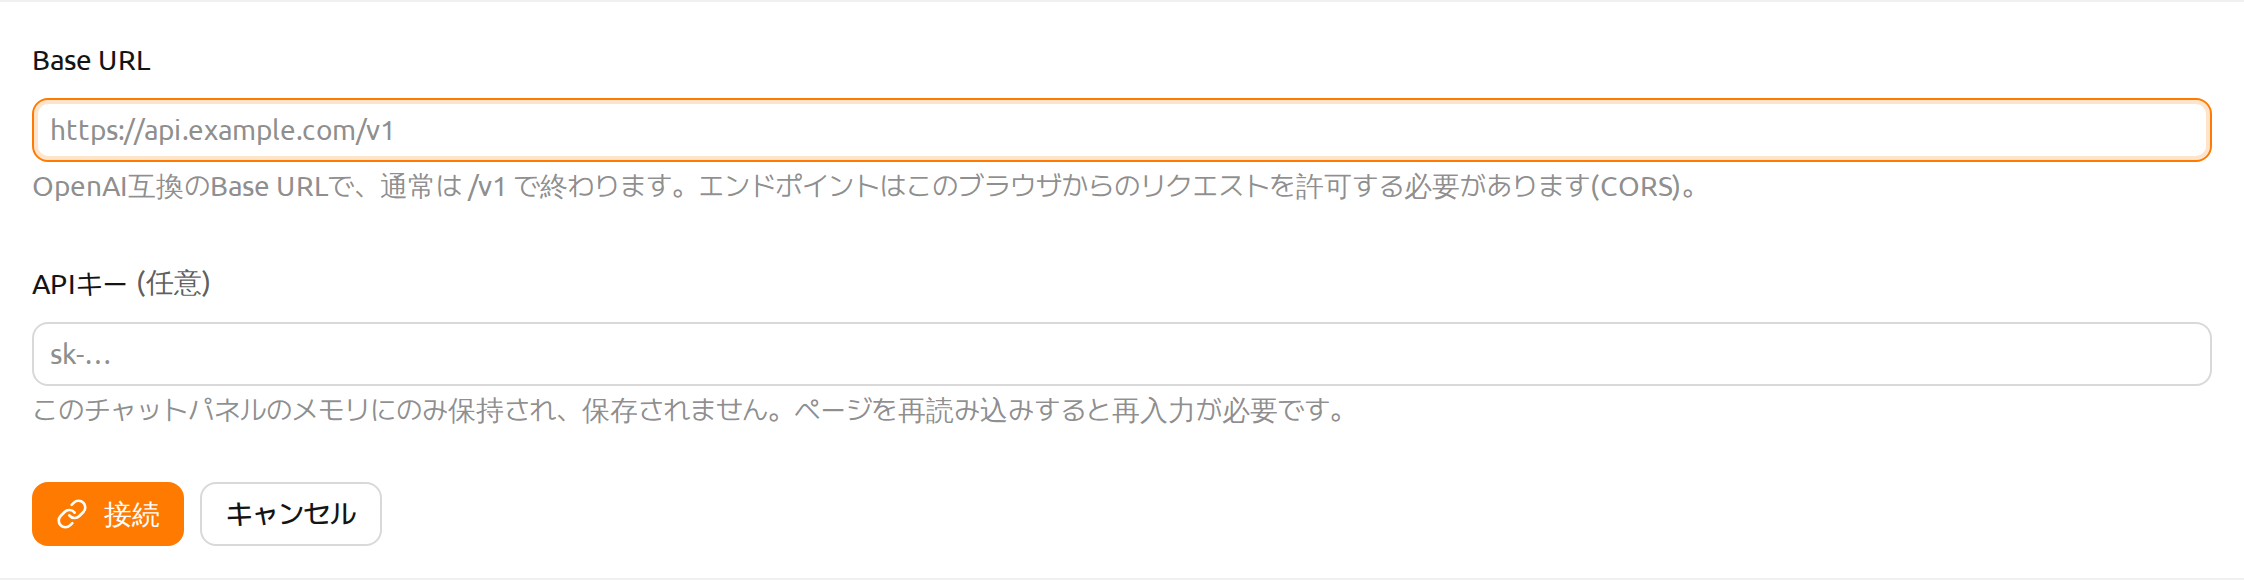 Base URL
https://api.example.com/v1
OpenAI互換のBase URLで、通常は /v1 で終わります。エンドポイントはこのブラウザからのリクエストを許可する必要があります(CORS)。
APIキー (任意)
sk-...
このチャットパネルのメモリにのみ保持され、保存されません。ページを再読み込みすると再入力が必要です。
接続
キャンセル